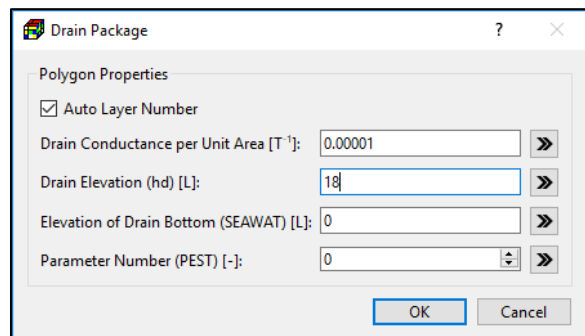 Drain Package ?
Polygon Properties
Auto Layer Number
Drain Conductance per Unit Area [T⁻¹]: 0.00001
Drain Elevation (hd) [L]: 18
Elevation of Drain Bottom (SEAWAT) [L]: 0
Parameter Number (PEST) [-]: 0
OK Cancel